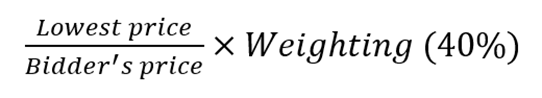 Lowest price
Bidder's price × Weighting (40%)